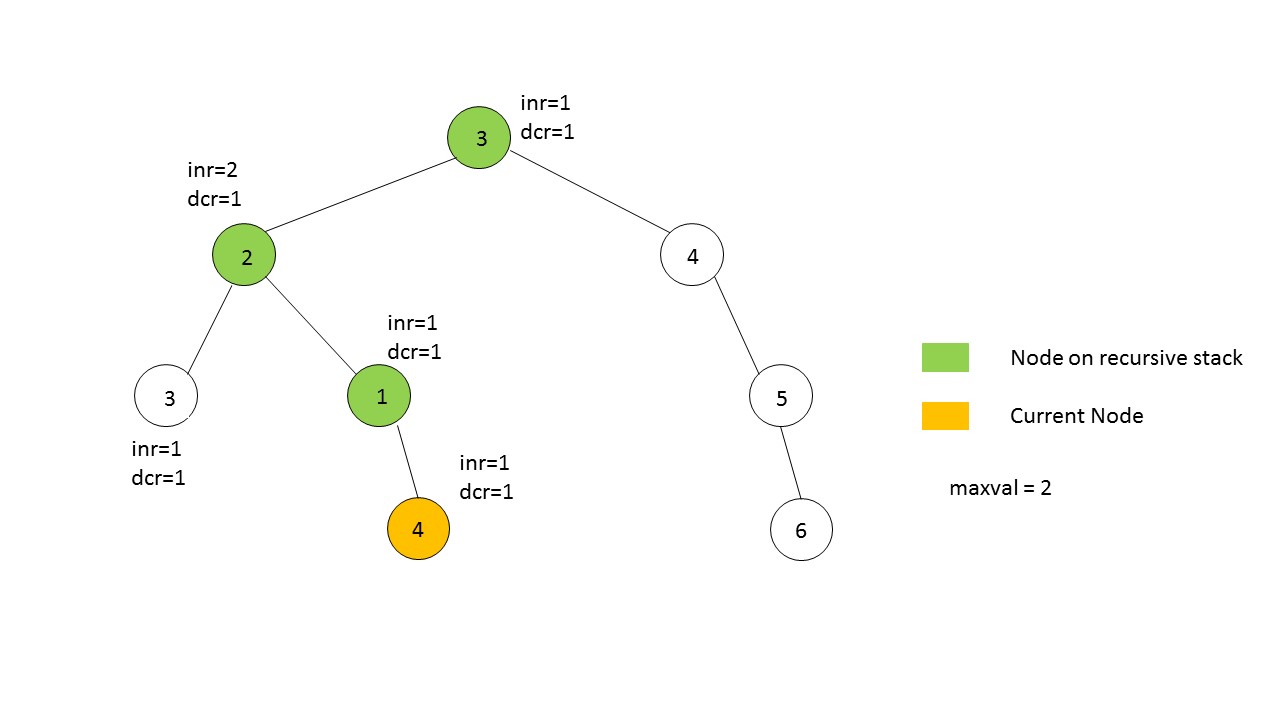 inr=1
dcr=1
3
inr=2
dcr=1
2
4
inr=1
dcr=1
3
1
5
inr=1
dcr=1
inr=1
dcr=1
4
6
Node on recursive stack
Current Node
maxval = 2